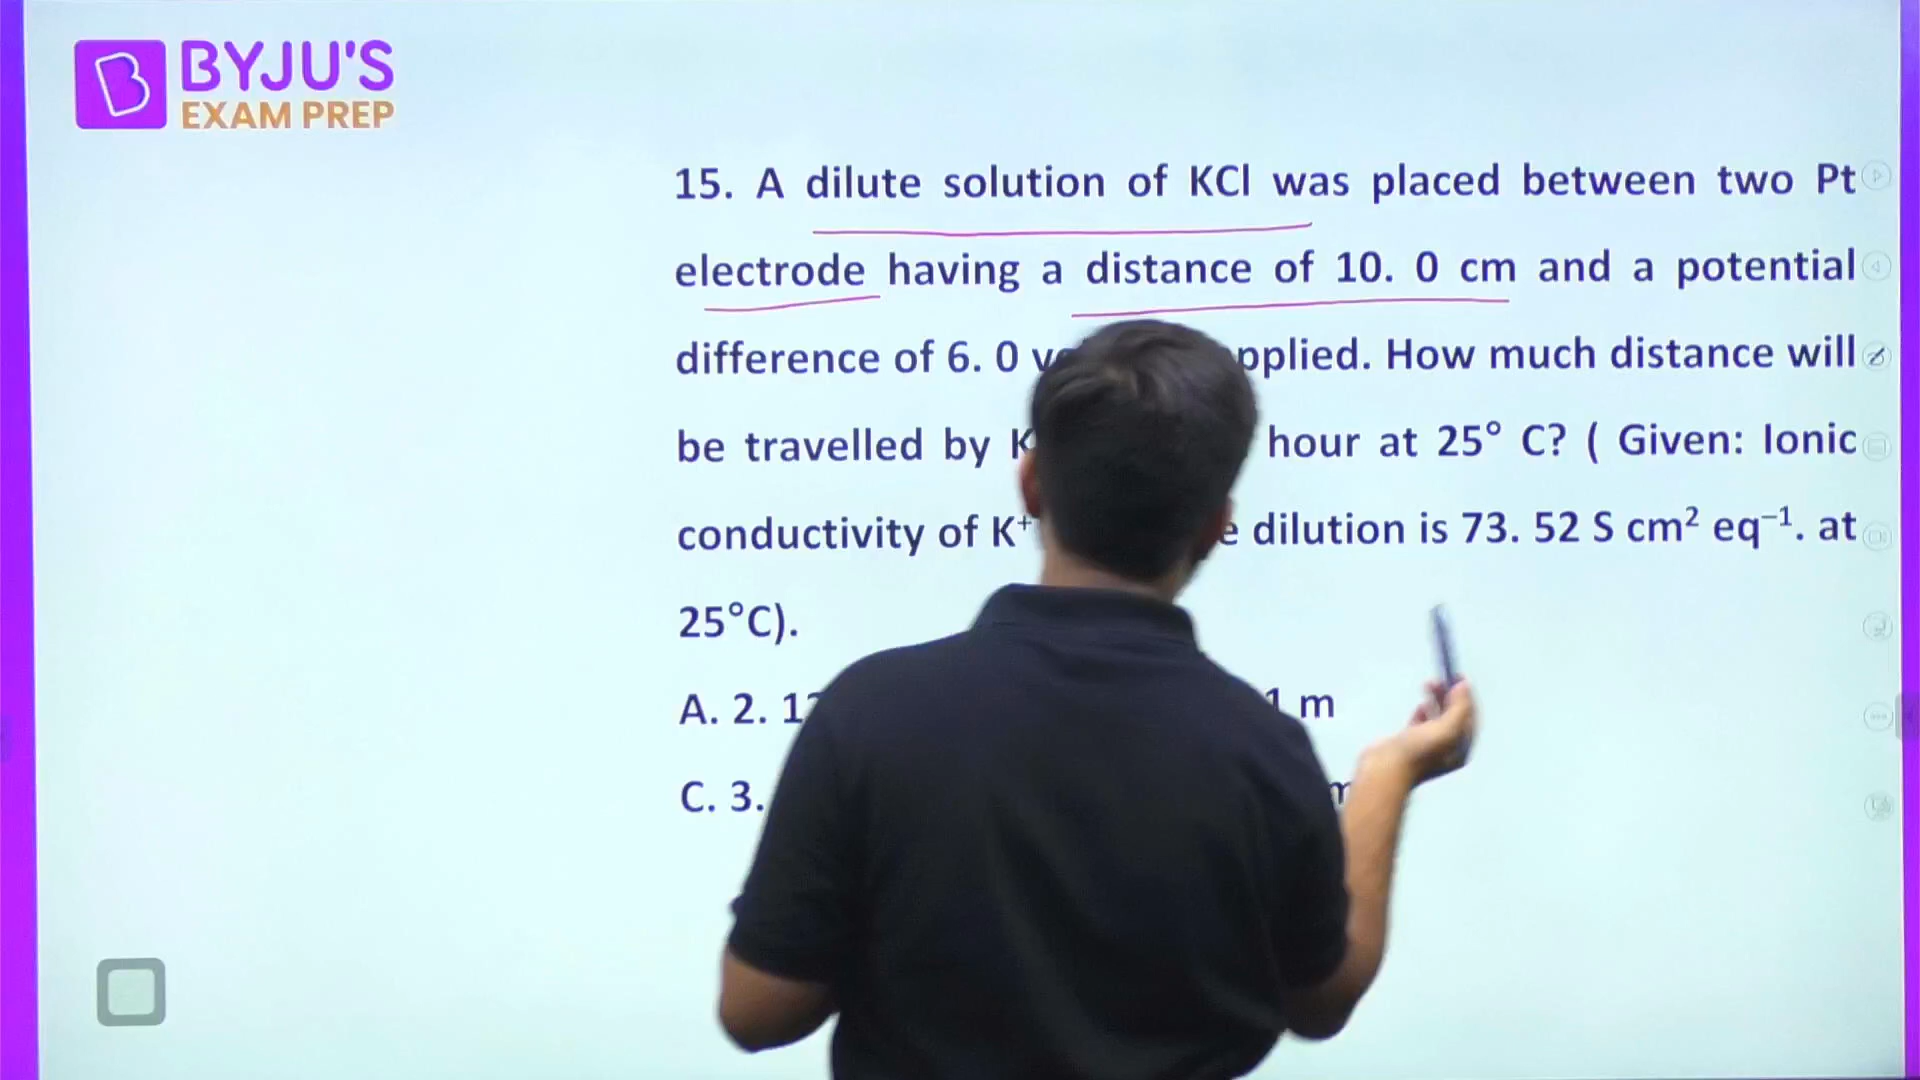 BYJU'S
EXAM PREP
15. A dilute solution of KCl was placed between two Pt
electrode having a distance of 10. 0 cm and a potential
difference of 6. 0 pplied. How much distance will
be travelled by hour at 25° C? ( Given: Ionic
conductivity of K⁺ dilution is 73. 52 S cm² eq⁻¹. at
25°C).
A. 2. m
C. 3.